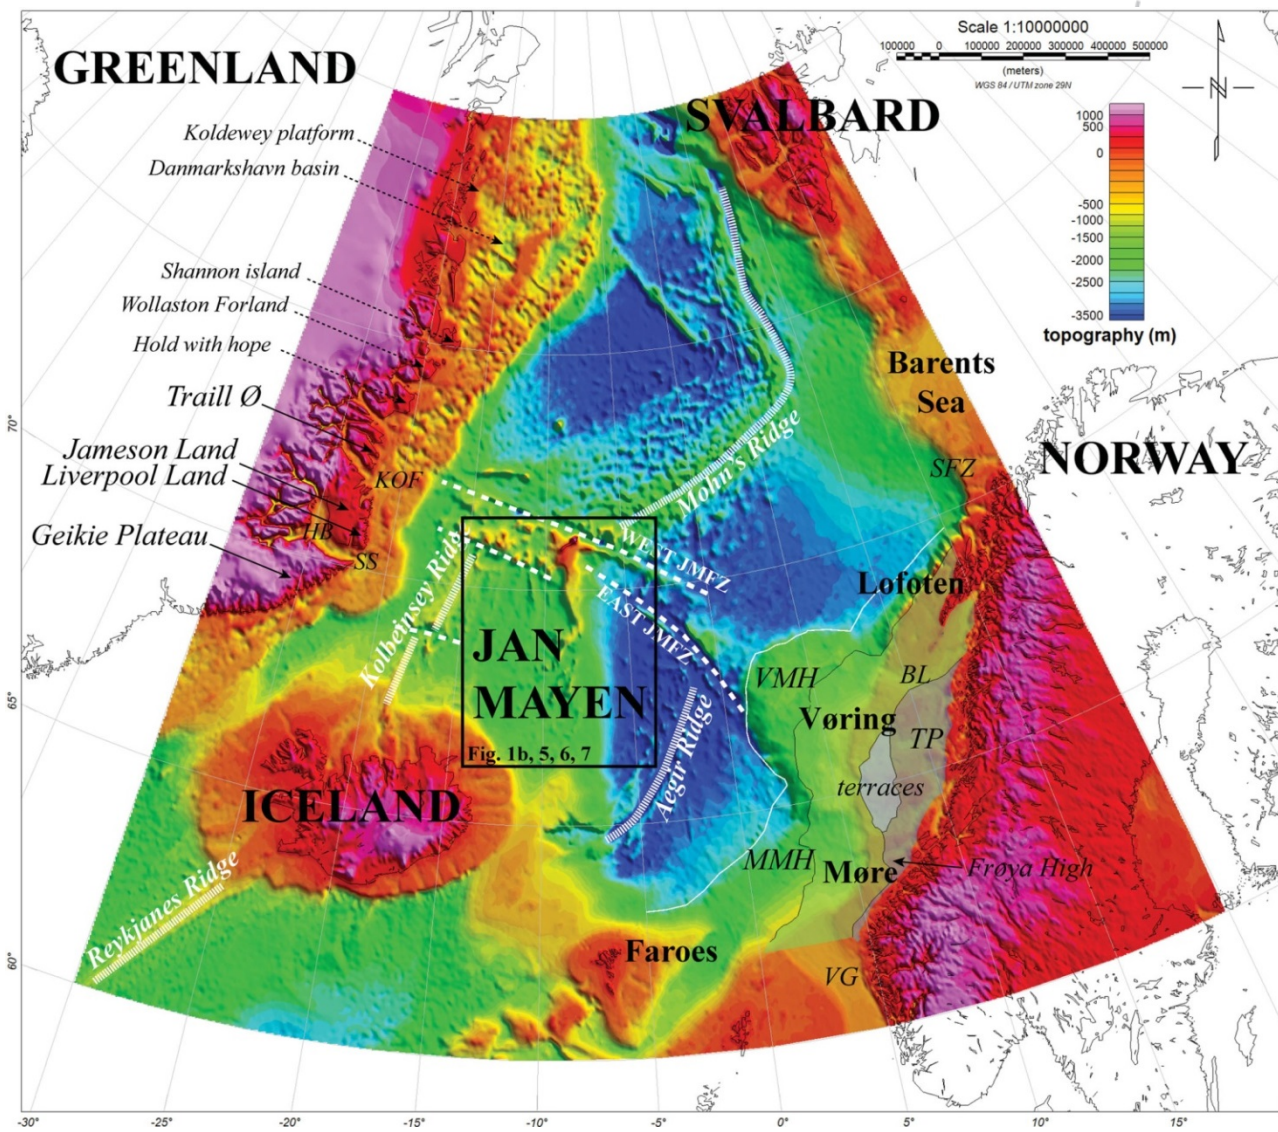 Scale 1:10000000
100000 0 100000 200000 300000 400000 500000
(meters)
WGS 84 / UTM zone 29N
N
GREENLAND
SVALBARD
Koldewey platform
Danmarkshavn basin
Shannon island
Wollaston Forland
Hold with hope
Traill Ø
Jameson Land
Liverpool Land
Geikie Plateau
1000
500
0
-500
-1000
-1500
-2000
-2500
-3500
topography (m)
Barents
Sea
NORWAY
SFZ
Mohn's Ridge
KOF
HB
SS
WEST JMFZ
EAST JMFZ
Kolbeinsey Ridg
JAN
MAYEN
Fig. 1b, 5, 6, 7
Lofoten
VMH
BL
Vøring
TP
terraces
Aegir Ridge
ICELAND
MMH
Møre
Frøya High
Reykjanes Ridge
Faroes
VG
70°
65°
60°
-30° -25° -20° -15° -10° -5° 0° 5° 10° 15°